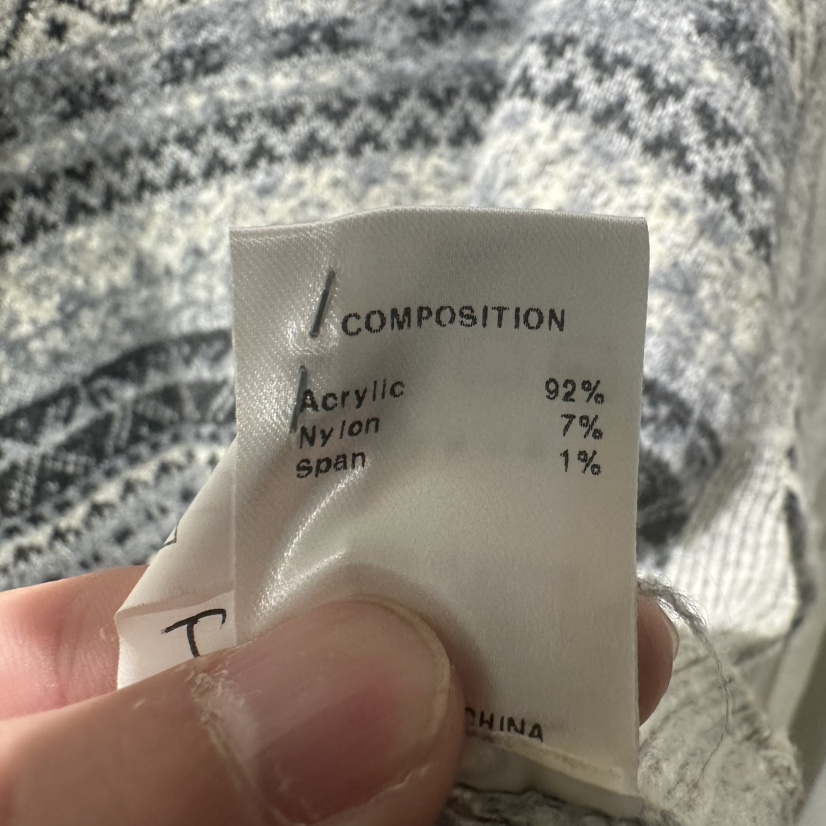 COMPOSITION
Acrylic 92%
Nylon 7%
Span 1%
CHINA